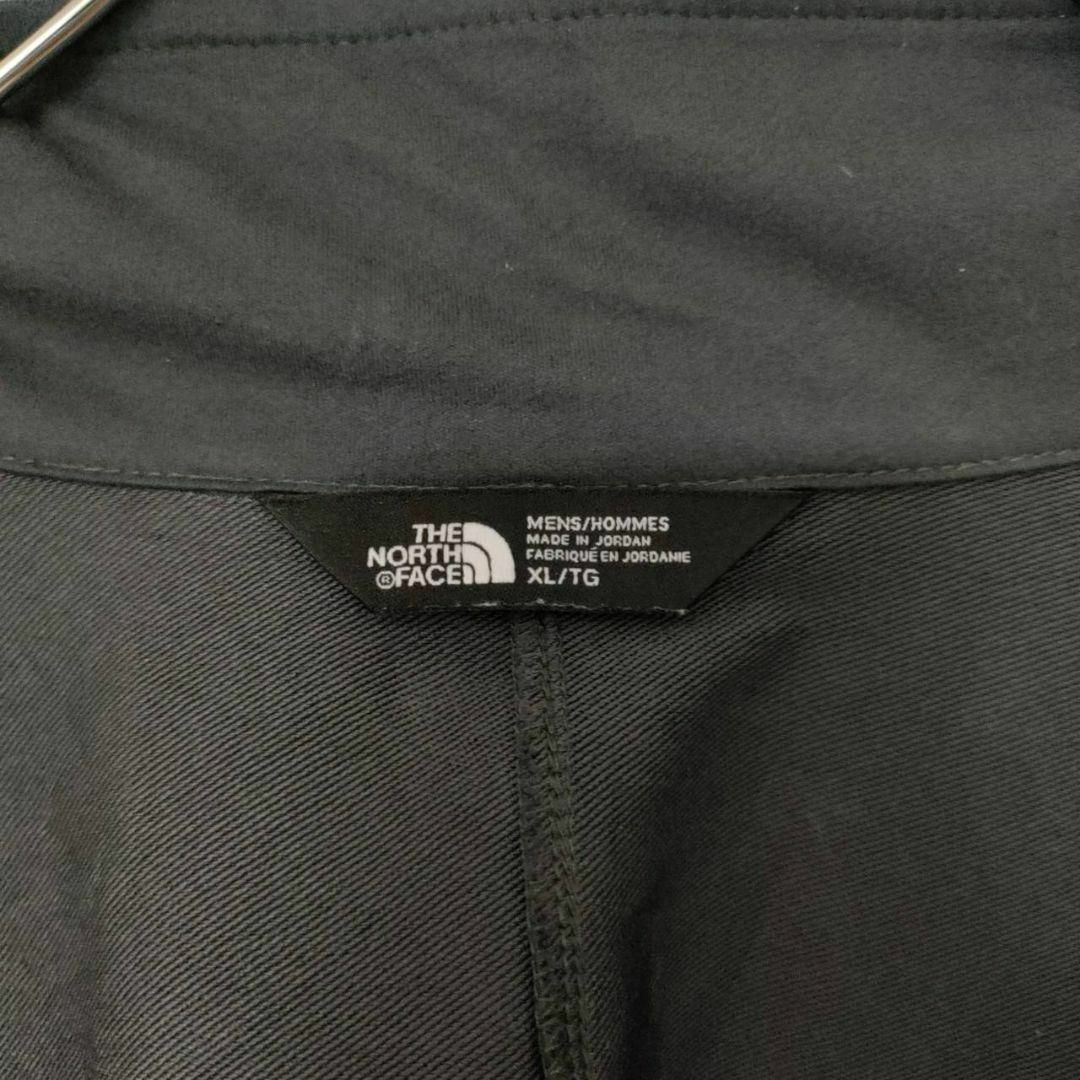 THE
NORTH
®FACE
MENS/HOMMES
MADE IN JORDAN
FABRIQUÉ EN JORDANIE
XL/TG